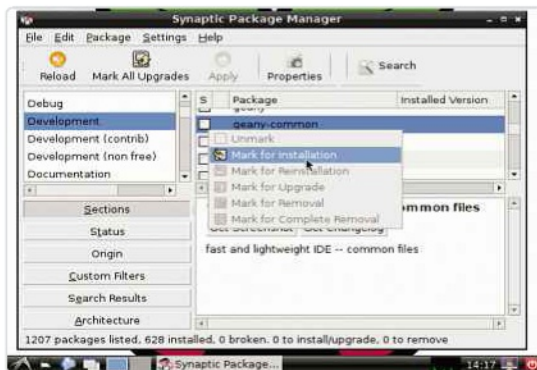 Synaptic Package Manager
File Edit Package Settings Help
Reload Mark All Upgrades Apply Properties Search
S Package Installed Version
Debug
Development
Development (contrib)
Development (non free)
Documentation
geany
geany-common
Unmark
Mark for Installation
Mark for Reinstallation
Mark for Upgrade
Mark for Removal
Mark for Complete Removal
mmon files
Get Screenshot Get Changelog
fast and lightweight IDE -- common files
Sections
Status
Origin
Custom Filters
Search Results
Architecture
1207 packages listed, 628 installed, 0 broken. 0 to install/upgrade, 0 to remove
Synaptic Package...
14:17